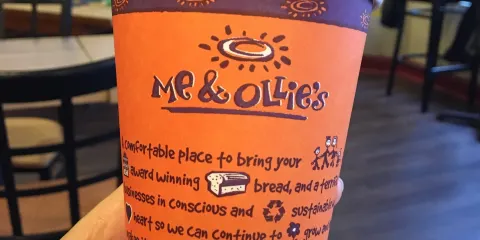 Me & Ollie's
comfortable place to bring your
award winning bread, and a
businesses in conscious and sustainable
heart so we can continue to grow